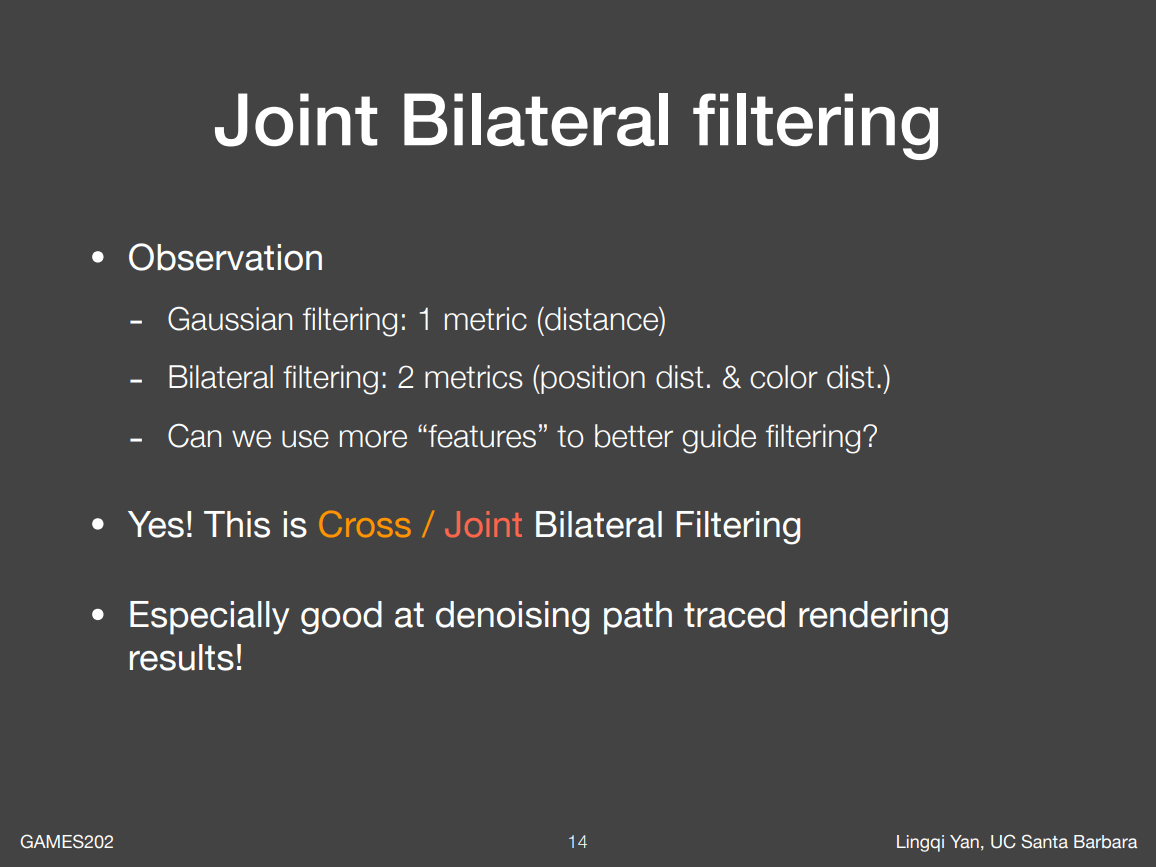 Joint Bilateral filtering
• Observation
- Gaussian filtering: 1 metric (distance)
- Bilateral filtering: 2 metrics (position dist. & color dist.)
- Can we use more “features” to better guide filtering?
• Yes! This is Cross / Joint Bilateral Filtering
• Especially good at denoising path traced rendering
results!
GAMES202
14
Lingqi Yan, UC Santa Barbara